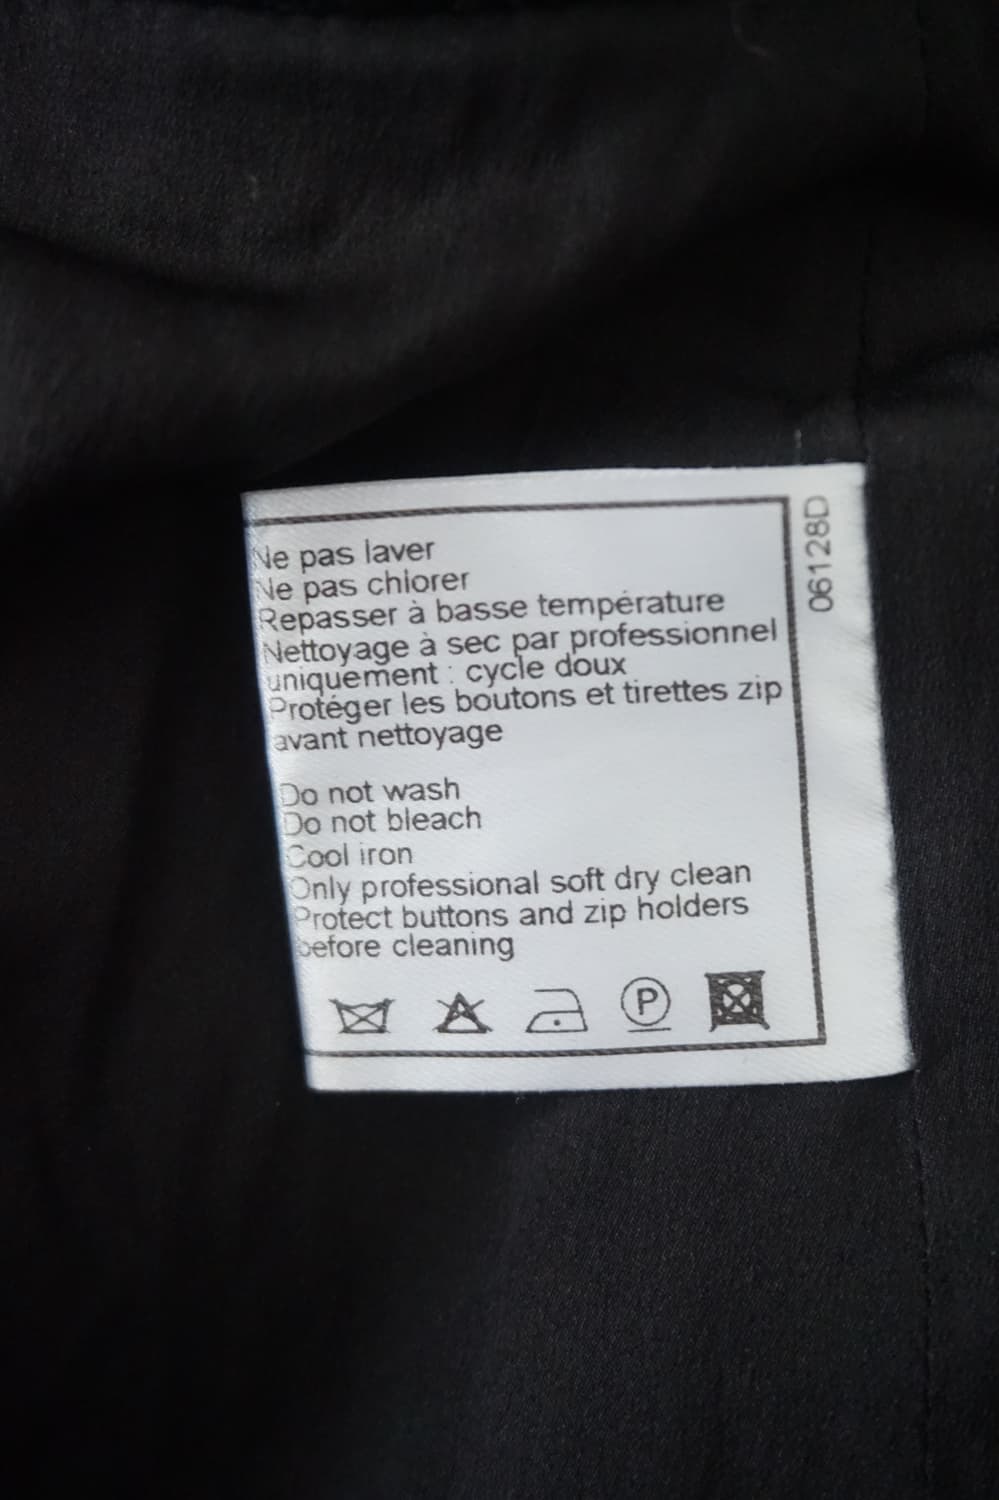 Ne pas laver
Ne pas chlorer
Repasser à basse température
Nettoyage à sec par professionnel
uniquement : cycle doux
Protéger les boutons et tirettes zip
avant nettoyage
Do not wash
Do not bleach
Cool iron
Only professional soft dry clean
Protect buttons and zip holders
before cleaning
P
06128D